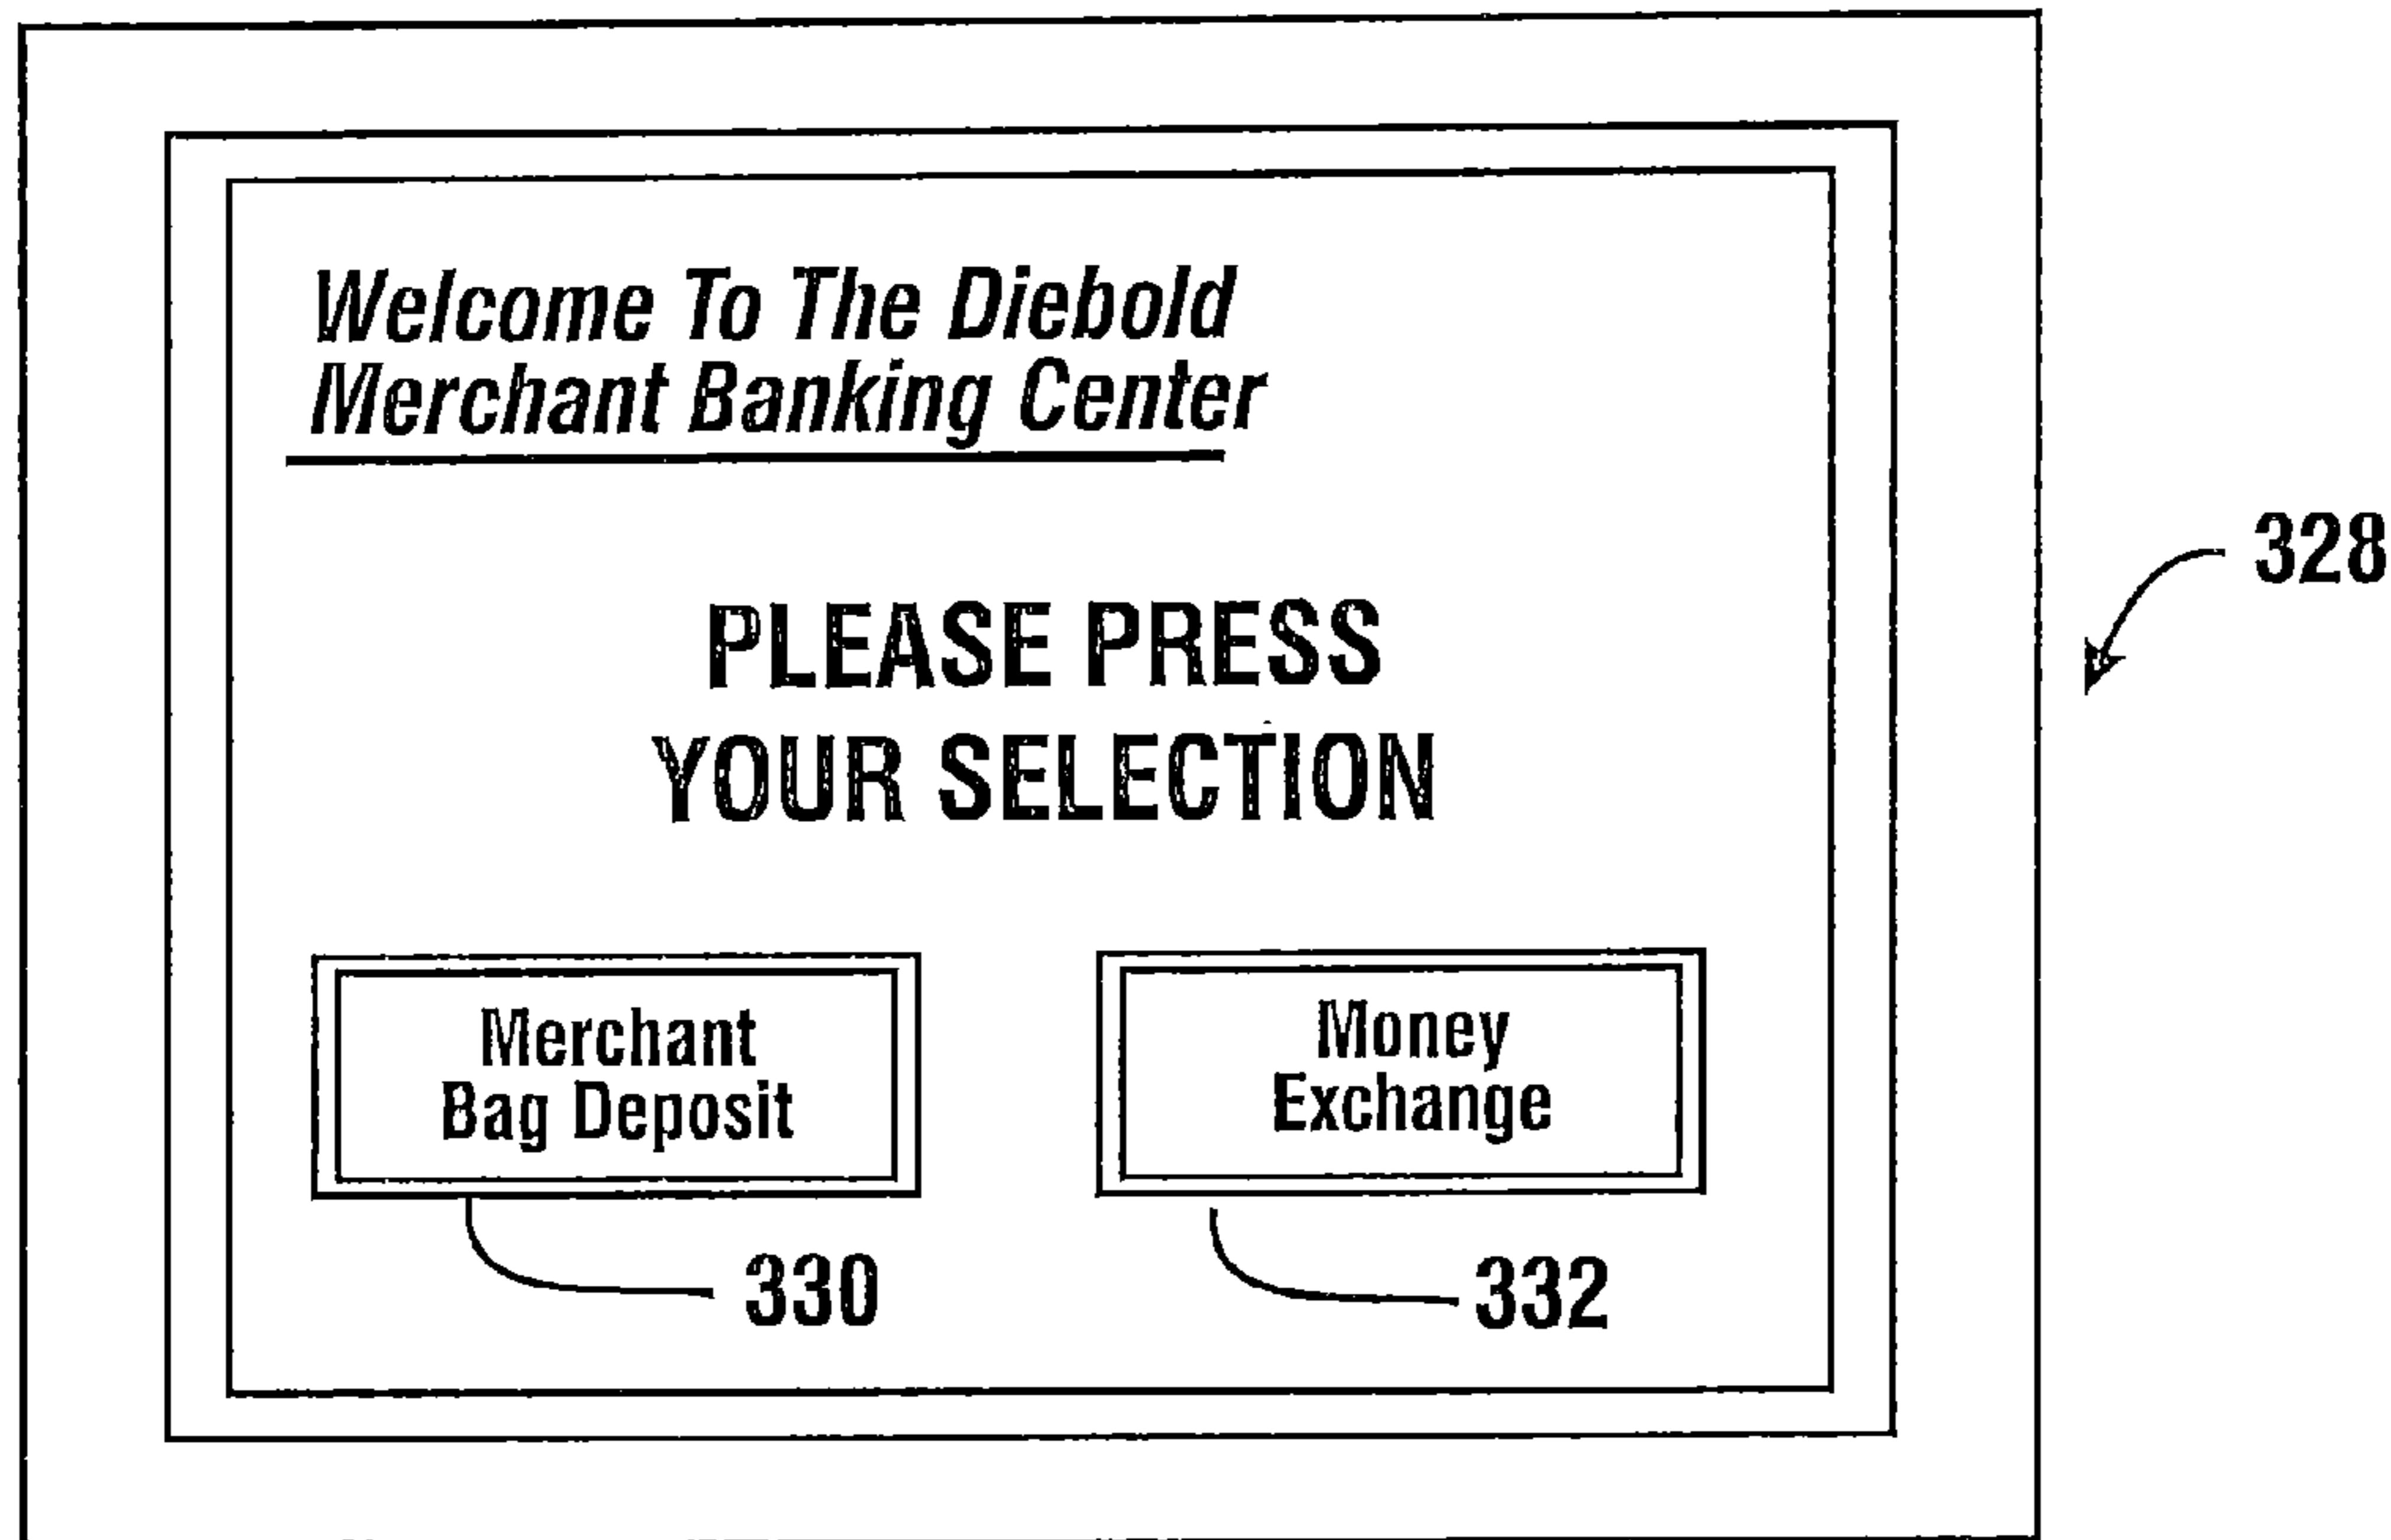 Welcome To The Diebold
Merchant Banking Center
328
PLEASE PRESS
YOUR SELECTION
Merchant
Bag Deposit
Money
Exchange
330
332